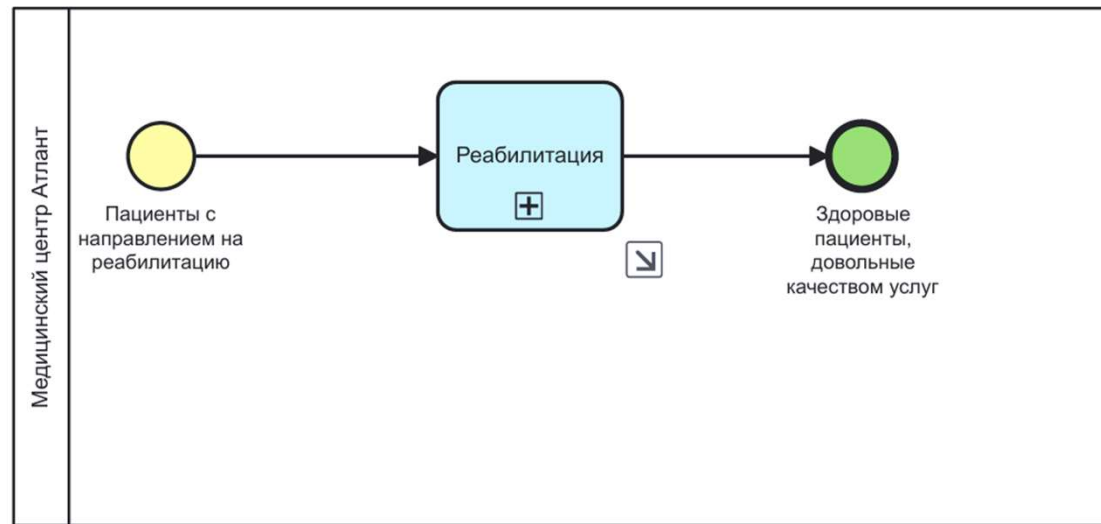 Медицинский центр Атлант
Пациенты с
направлением на
реабилитацию
Реабилитация
Здоровые
пациенты,
довольные
качеством услуг